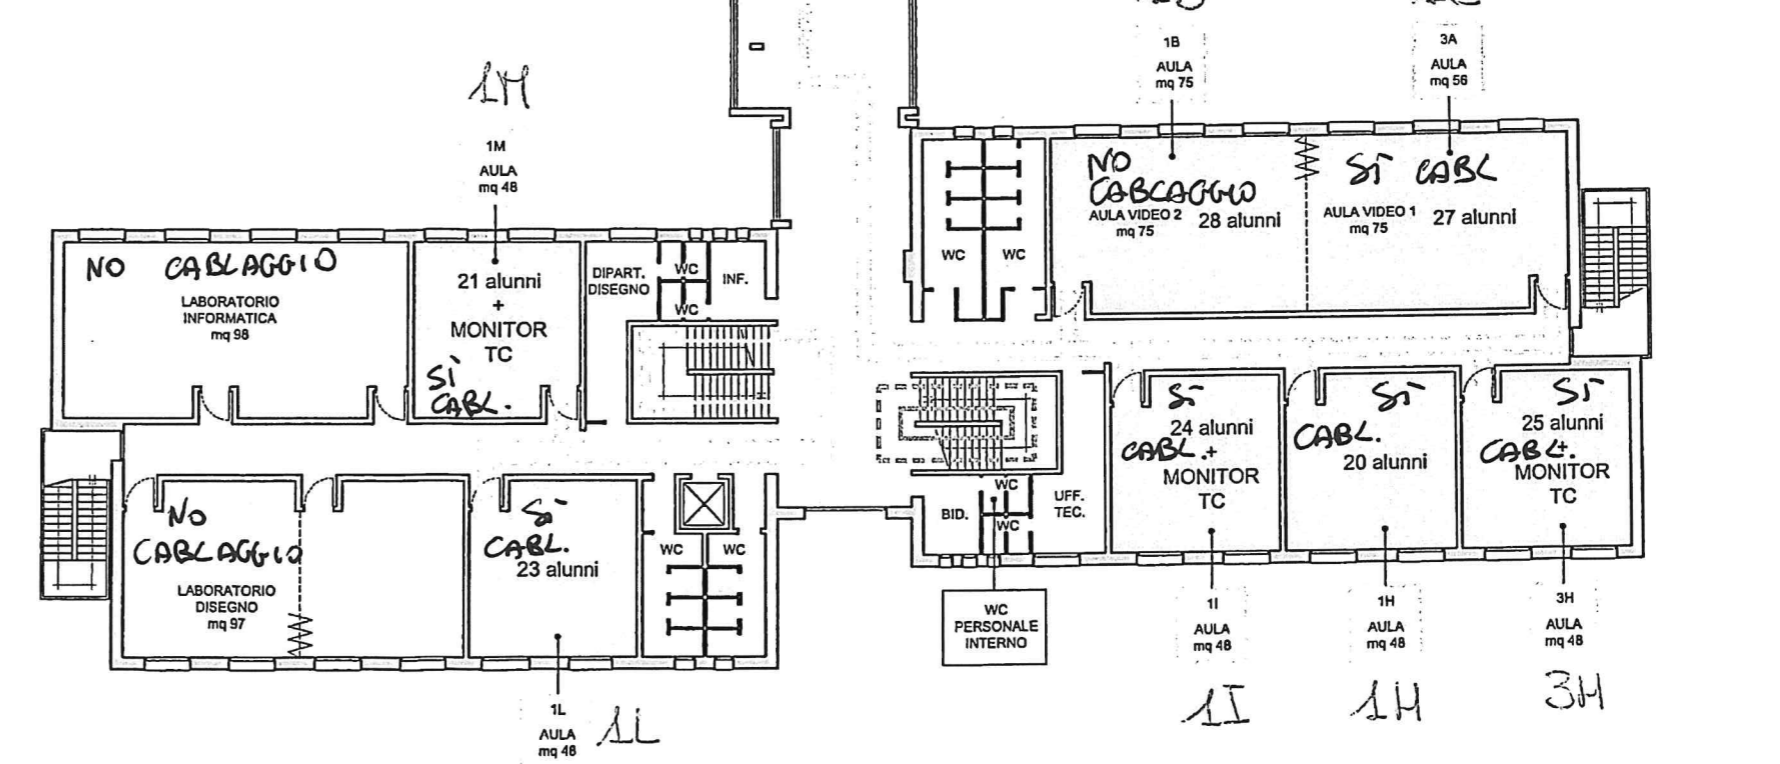 1B
AULA
mq 75
3A
AULA
mq 56
1M
1M
AULA
mq 48
NO CABLAGGIO
LABORATORIO
INFORMATICA
mq 98
21 alunni
+
MONITOR
TC
SÌ
CABL.
DIPART.
DISEGNO
WC
WC
INF.
WC
WC
NO
CABLAGGIO
AULA VIDEO 2
mq 75
28 alunni
SÌ CABL
AULA VIDEO 1
mq 75
27 alunni
NO
CABLAGGIO
LABORATORIO
DISEGNO
mq 97
SÌ
CABL.
23 alunni
WC
WC
BID.
WC
WC
UFF.
TEC.
WC
PERSONALE
INTERNO
SÌ
24 alunni
CABL.+
MONITOR
TC
SÌ
CABL.
20 alunni
SÌ
25 alunni
CABL.+
MONITOR
TC
1L
AULA
mq 48
1L
1I
AULA
mq 48
1I
1H
AULA
mq 48
1H
3H
AULA
mq 48
3H